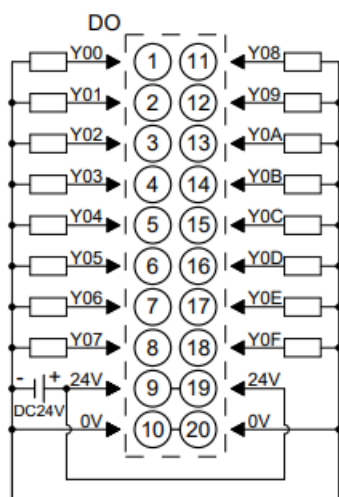 DO
Y00 1 11 Y08
Y01 2 12 Y09
Y02 3 13 Y0A
Y03 4 14 Y0B
Y04 5 15 Y0C
Y05 6 16 Y0D
Y06 7 17 Y0E
Y07 8 18 Y0F
- + 24V 9 19 24V
DC24V 0V 10 20 0V